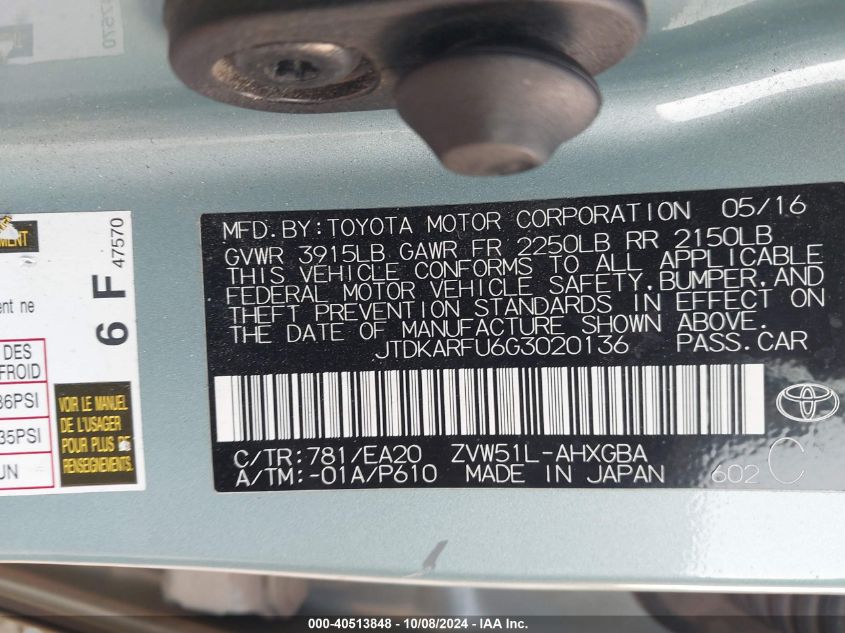 MFD.BY:TOYOTA MOTOR CORPORATION 05/16
GVWR 3915LB GAWR FR 2250LB RR 2150LB
THIS VEHICLE CONFORMS TO ALL APPLICABLE
FEDERAL MOTOR VEHICLE SAFETY,BUMPER,AND
THEFT PREVENTION STANDARDS IN EFFECT ON
THE DATE OF MANUFACTURE SHOWN ABOVE.
JTDKARFU6G3020136 PASS.CAR
C/TR:781/EA20 ZVW51L-AHXGBA
A/TM:-01A/P610 MADE IN JAPAN 602 C
6 F
47570
ent ne
DES
FROID
36PSI
35PSI
UN
VOIR LE MANUEL
DE L'USAGER
POUR PLUS DE
000-40513848 - 10/08/2024 - IAA Inc.